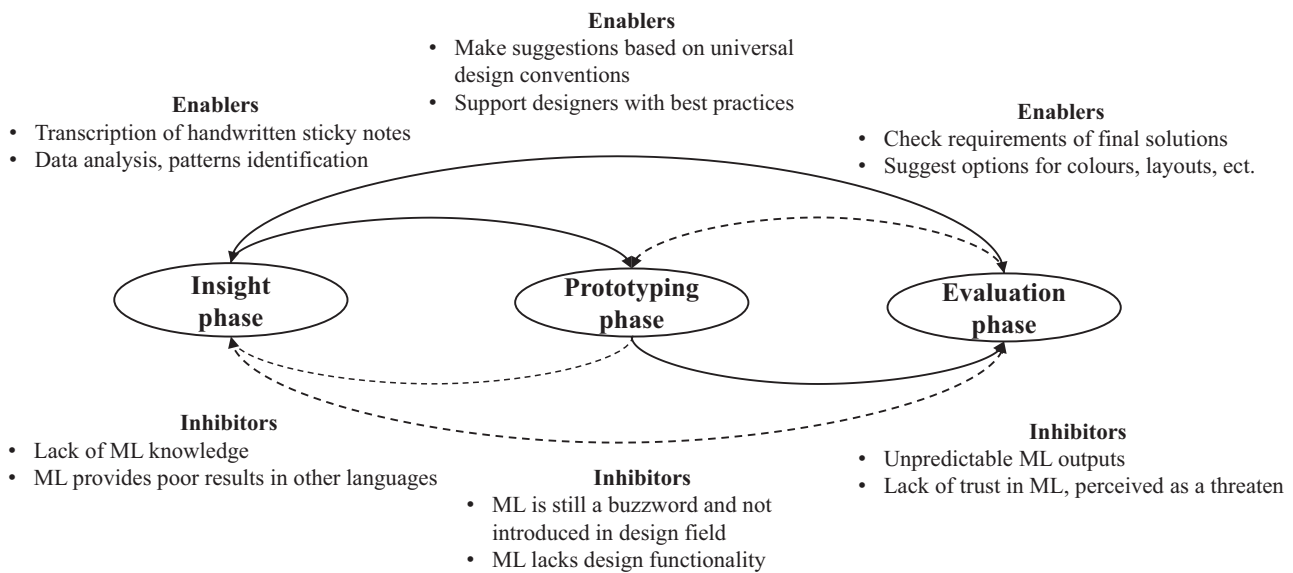 Enablers
• Make suggestions based on universal
design conventions
• Support designers with best practices
Enablers
• Transcription of handwritten sticky notes
• Data analysis, patterns identification
Enablers
• Check requirements of final solutions
• Suggest options for colours, layouts, ect.
Insight
phase
Prototyping
phase
Evaluation
phase
Inhibitors
• Lack of ML knowledge
• ML provides poor results in other languages
Inhibitors
• ML is still a buzzword and not
introduced in design field
• ML lacks design functionality
Inhibitors
• Unpredictable ML outputs
• Lack of trust in ML, perceived as a threaten